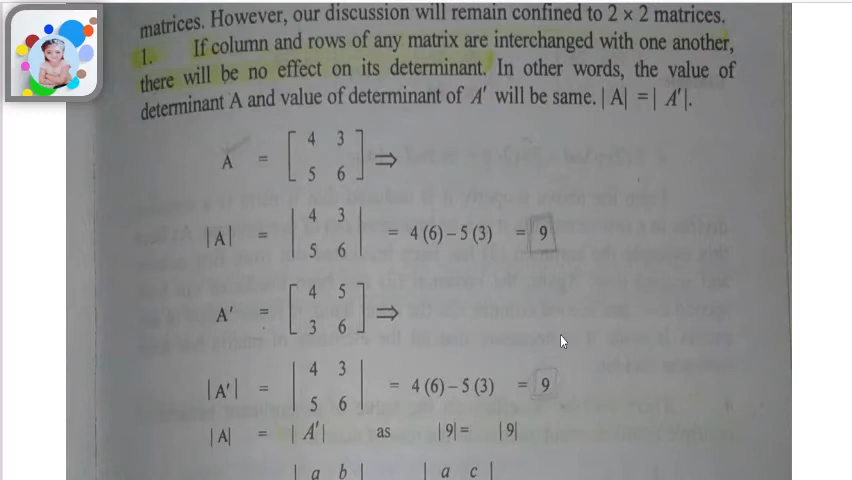 matrices. However, our discussion will remain confined to 2 × 2 matrices.
1. If column and rows of any matrix are interchanged with one another,
there will be no effect on its determinant. In other words, the value of
determinant A and value of determinant of A′ will be same. |A| = |A′|.
A = [ 4 3
5 6 ] ⇒
|A| = | 4 3
5 6 | = 4 (6) – 5 (3) = 9
A′ = [ 4 5
3 6 ] ⇒
|A′| = | 4 3
5 6 | = 4 (6) – 5 (3) = 9
|A| = |A′| as |9| = |9|
| a b | | a c |